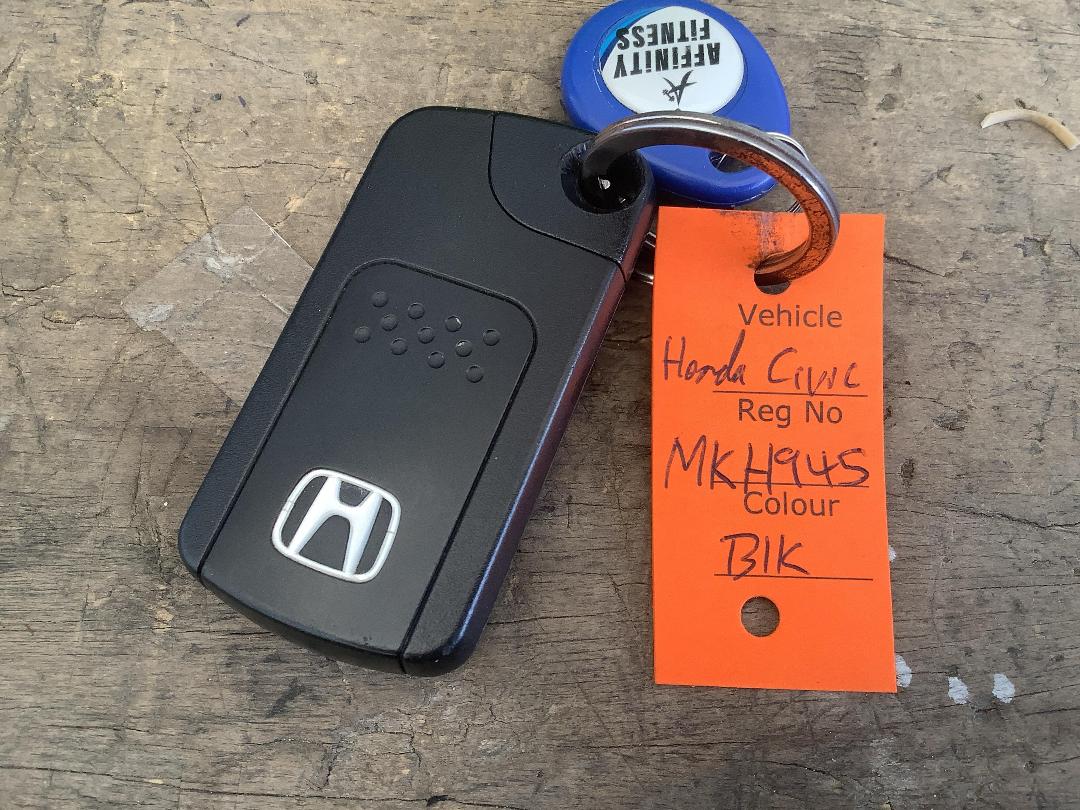 AFFINITY
FITNESS
Vehicle
Honda Civic
Reg No
MKH945
Colour
Blk